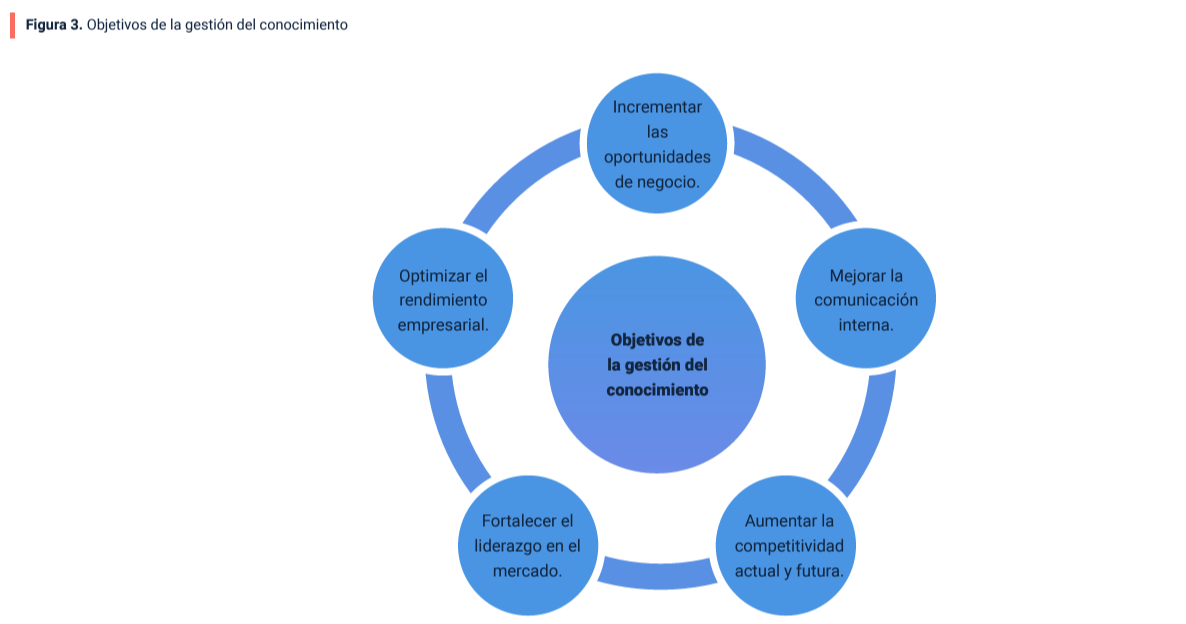 Figura 3. Objetivos de la gestión del conocimiento
Incrementar
las
oportunidades
de negocio.
Optimizar el
rendimiento
empresarial.
Mejorar la
comunicación
interna.
Objetivos de
la gestión del
conocimiento
Fortalecer el
liderazgo en el
mercado.
Aumentar la
competitividad
actual y futura.